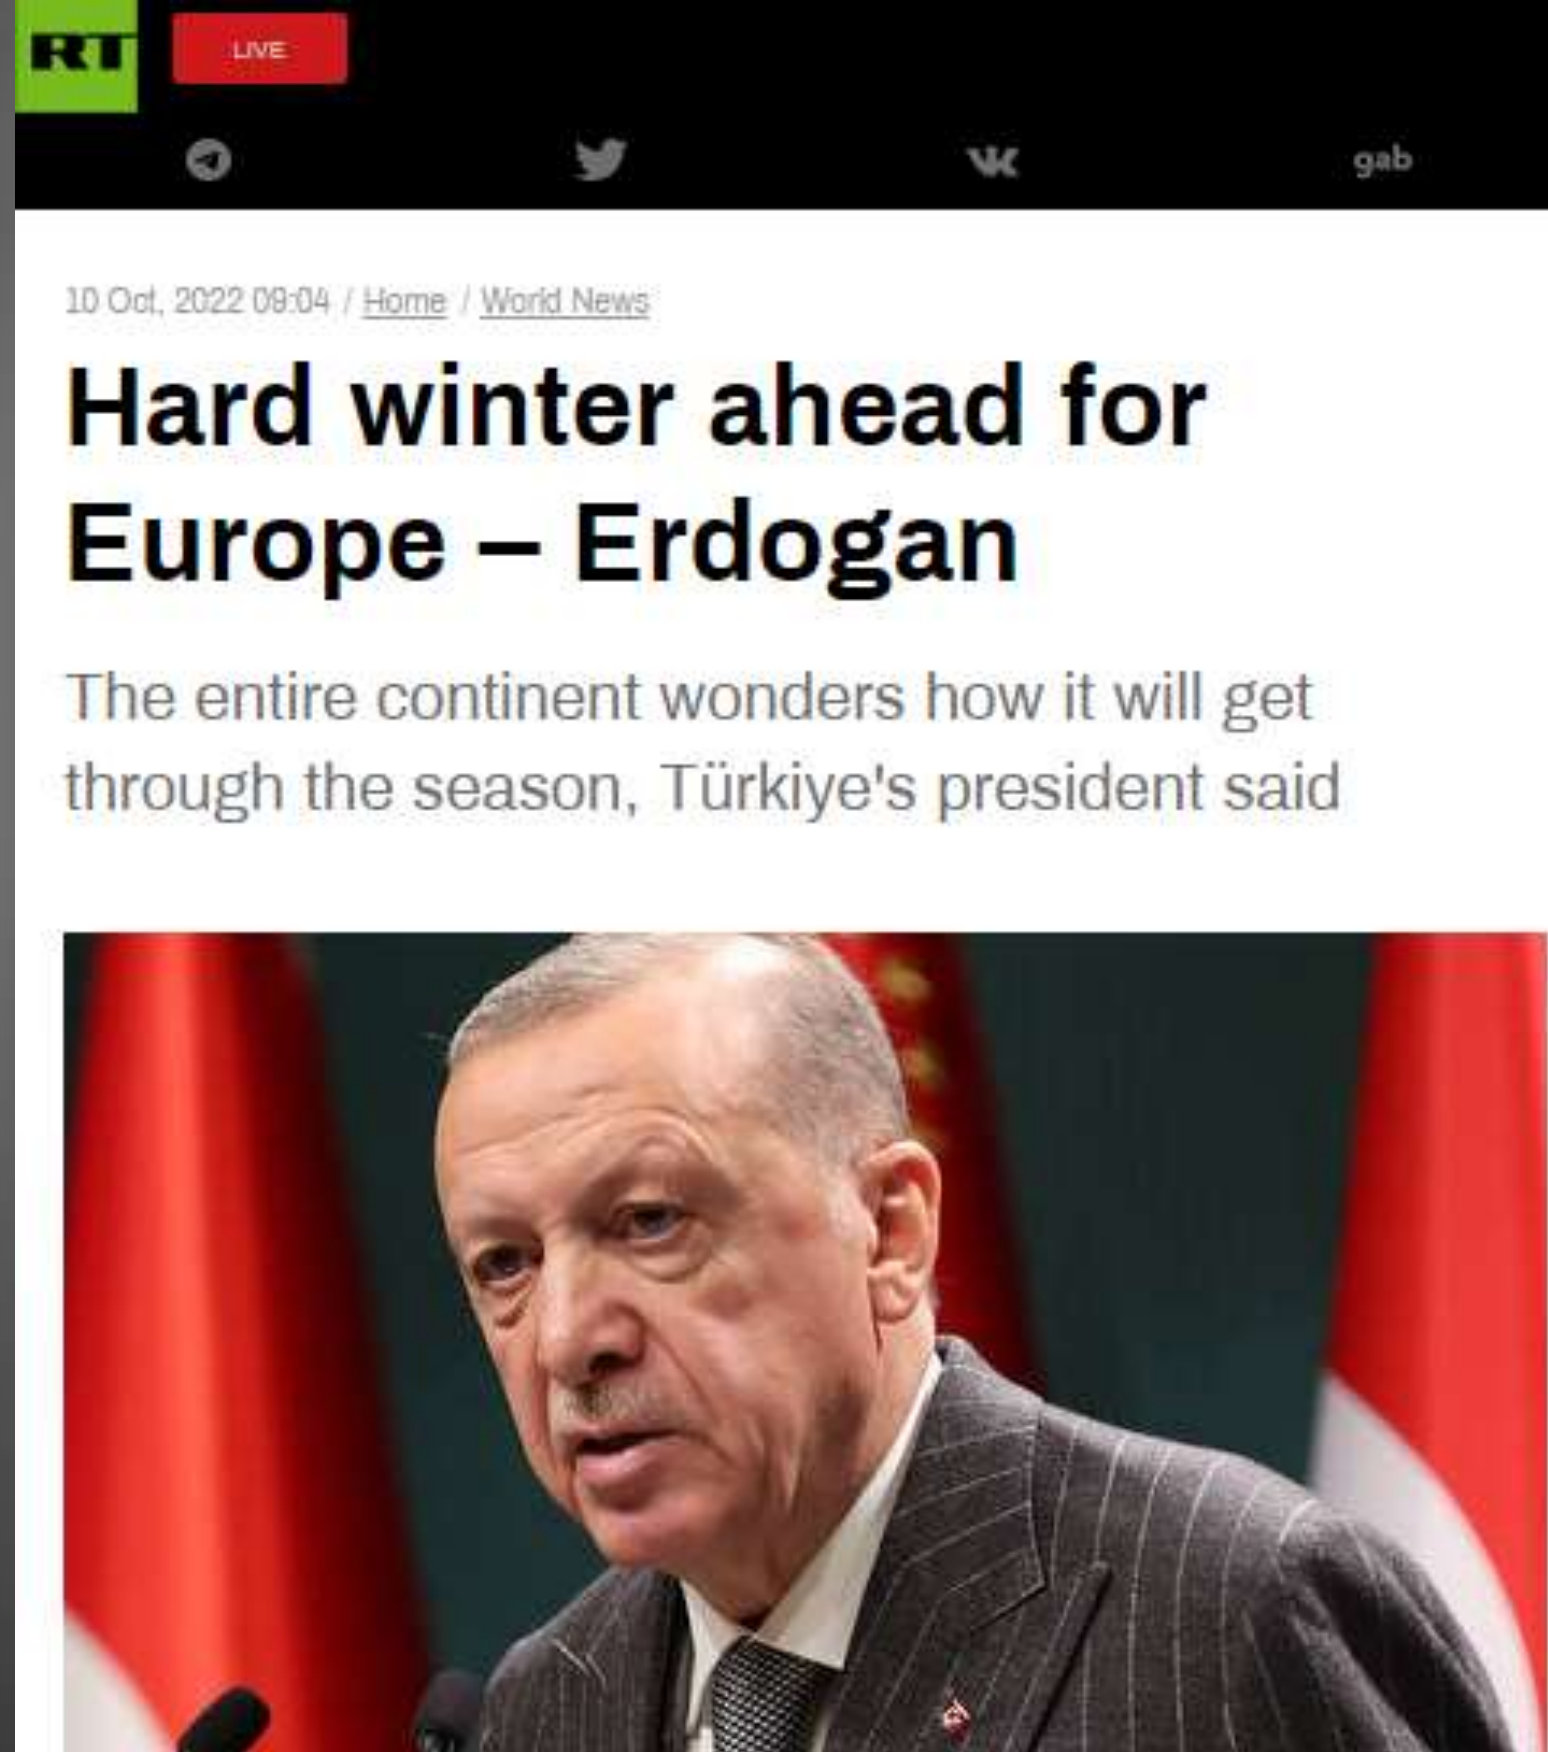 RT
LIVE
gab
10 Oct, 2022 09:04 / Home / World News
Hard winter ahead for
Europe – Erdogan
The entire continent wonders how it will get
through the season, Türkiye's president said